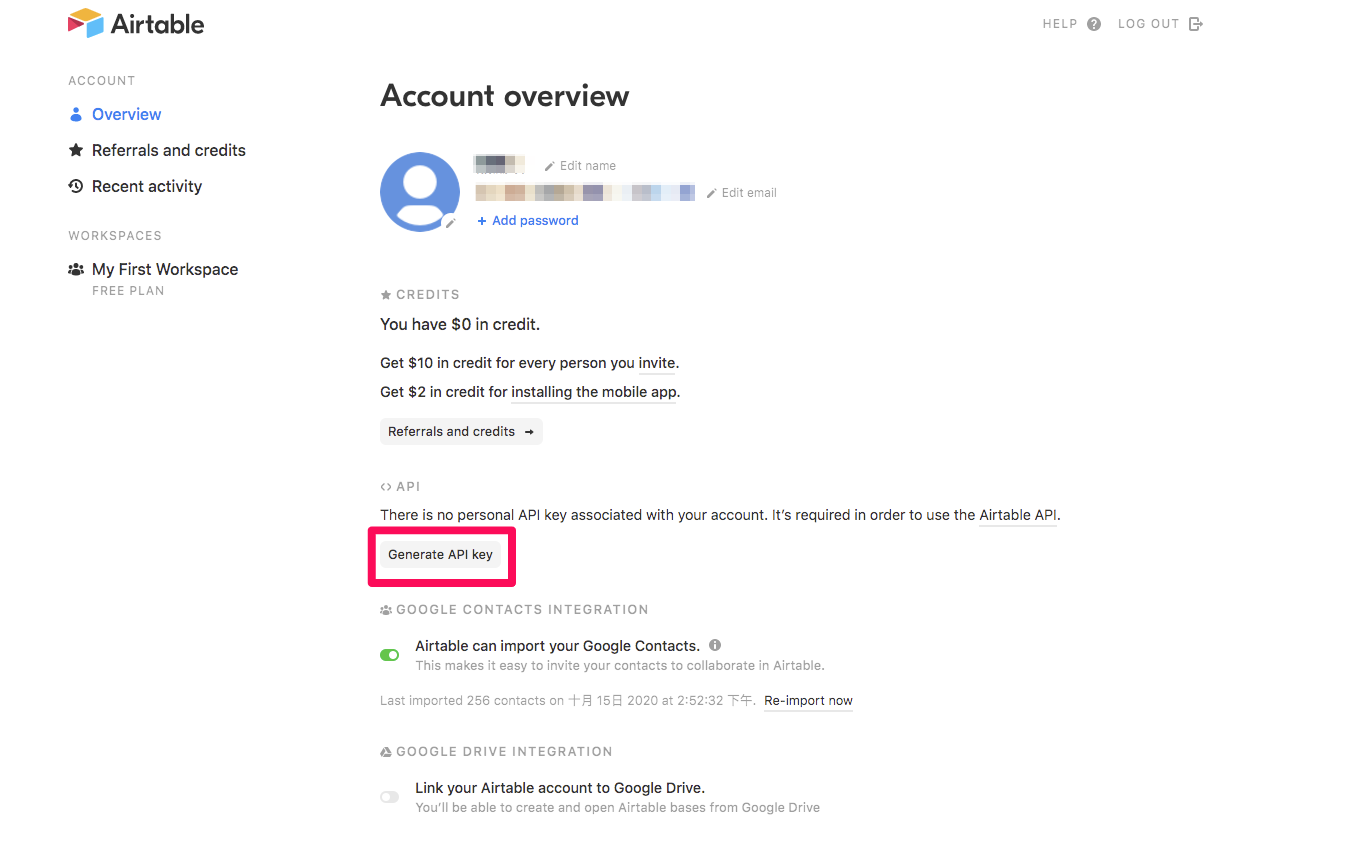 Airtable
HELP
LOG OUT
ACCOUNT
Overview
Referrals and credits
Recent activity
WORKSPACES
My First Workspace
FREE PLAN
Account overview
Edit name
Edit email
+ Add password
CREDITS
You have $0 in credit.
Get $10 in credit for every person you invite.
Get $2 in credit for installing the mobile app.
Referrals and credits →
<> API
There is no personal API key associated with your account. It’s required in order to use the Airtable API.
Generate API key
GOOGLE CONTACTS INTEGRATION
Airtable can import your Google Contacts.
This makes it easy to invite your contacts to collaborate in Airtable.
Last imported 256 contacts on 十月 15日 2020 at 2:52:32 下午. Re-import now
GOOGLE DRIVE INTEGRATION
Link your Airtable account to Google Drive.
You’ll be able to create and open Airtable bases from Google Drive